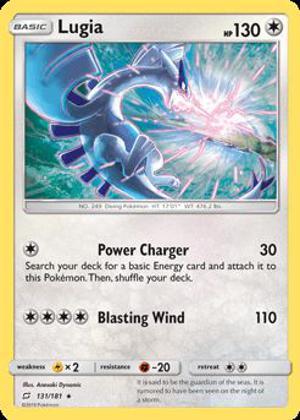 BASIC Lugia HP 130
NO. 249 Diving Pokémon HT 17'01" WT 476.2 lbs.
Power Charger 30
Search your deck for a basic Energy card and attach it
to this Pokémon. Then, shuffle your deck.
Blasting Wind 110
weakness ×2 resistance -20 retreat
Illus. Anesaki Dynamic
131/181 ★
It is said to be the guardian of the seas. It
is rumored to have been seen on the
night of a storm.